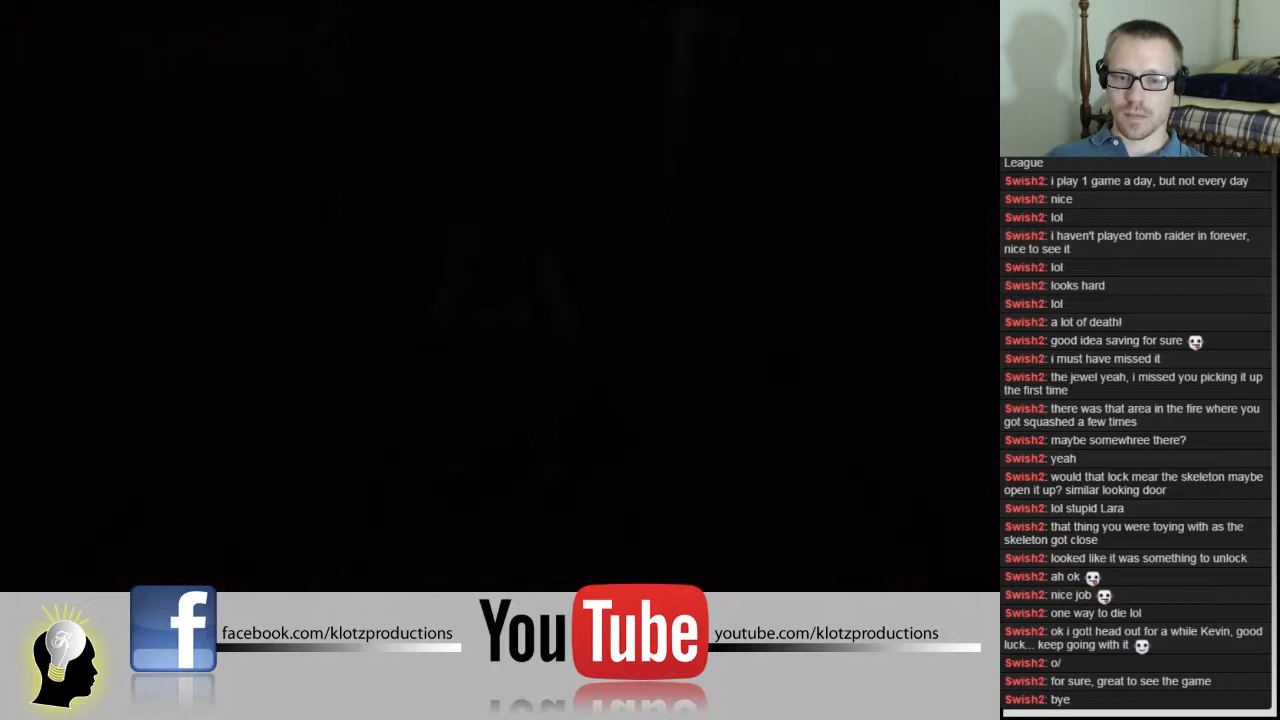 League
Swish2: i play 1 game a day, but not every day
Swish2: nice
Swish2: lol
Swish2: i haven't played tomb raider in forever,
nice to see it
Swish2: lol
Swish2: looks hard
Swish2: lol
Swish2: a lot of death!
Swish2: good idea saving for sure
Swish2: i must have missed it
Swish2: the jewel yeah, i missed you picking it up
the first time
Swish2: there was that area in the fire where you
got squashed a few times
Swish2: maybe somewhree there?
Swish2: yeah
Swish2: would that lock mear the skeleton maybe
open it up? similar looking door
Swish2: lol stupid Lara
Swish2: that thing you were toying with as the
skeleton got close
Swish2: looked like it was something to unlock
Swish2: ah ok
Swish2: nice job
Swish2: one way to die lol
Swish2: ok i gott head out for a while Kevin, good
luck... keep going with it
Swish2: o/
Swish2: for sure, great to see the game
Swish2: bye
f
facebook.com/klotzproductions
YouTube
youtube.com/klotzproductions